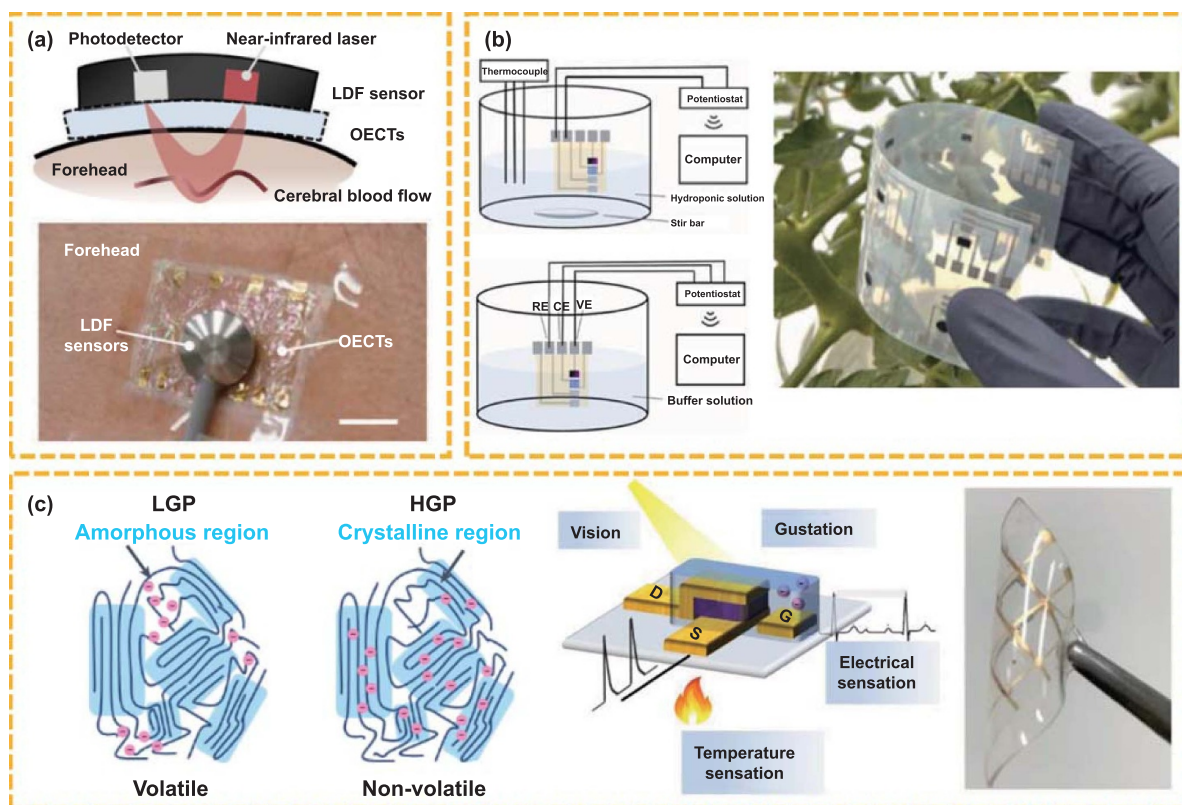 (a)
Photodetector
Near-infrared laser
LDF sensor
OECTs
Forehead
Cerebral blood flow
Forehead
LDF
sensors
OECTs
(b)
Thermocouple
Potentiostat
Computer
Hydroponic solution
Stir bar
RE
CE
VE
Potentiostat
Computer
Buffer solution
(c)
LGP
Amorphous region
Volatile
HGP
Crystalline region
Non-volatile
Vision
Gustation
D
S
G
Electrical
sensation
Temperature
sensation